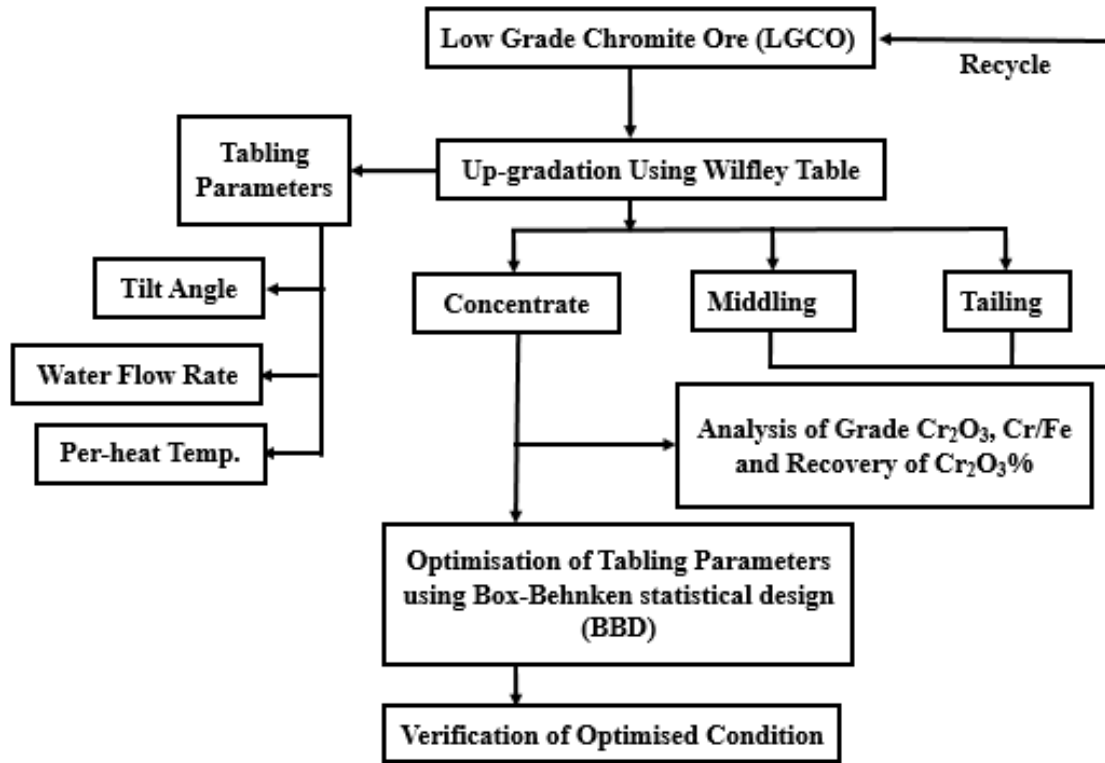 Low Grade Chromite Ore (LGCO)
Recycle
Tabling
Parameters
Up-gradation Using Wilfley Table
Tilt Angle
Concentrate
Middling
Tailing
Water Flow Rate
Per-heat Temp.
Analysis of Grade Cr₂O₃, Cr/Fe
and Recovery of Cr₂O₃%
Optimisation of Tabling Parameters
using Box-Behnken statistical design
(BBD)
Verification of Optimised Condition